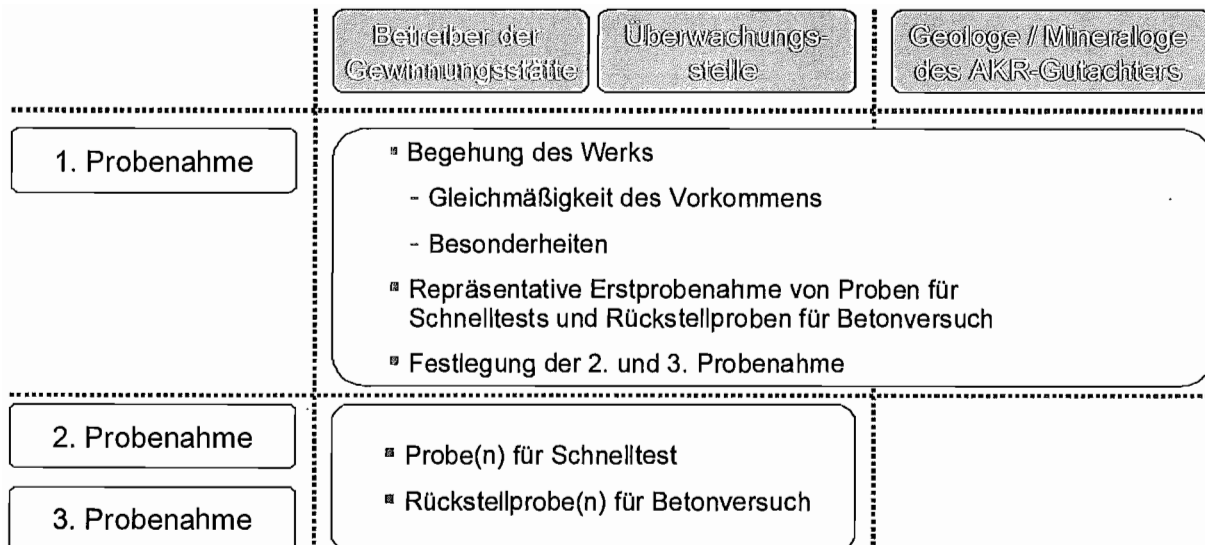 Betreiber der
Gewinnungsstätte
Überwachungs-
stelle
Geologe / Mineraloge
des AKR-Gutachters
1. Probenahme
▪ Begehung des Werks
- Gleichmäßigkeit des Vorkommens
- Besonderheiten
▪ Repräsentative Erstprobenahme von Proben für
Schnelltests und Rückstellproben für Betonversuch
▪ Festlegung der 2. und 3. Probenahme
2. Probenahme
3. Probenahme
▪ Probe(n) für Schnelltest
▪ Rückstellprobe(n) für Betonversuch